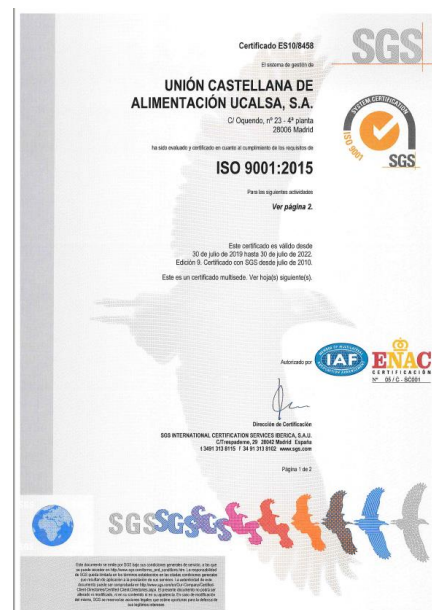 Certificado ES10/8458
SGS
El sistema de gestión de
UNIÓN CASTELLANA DE
ALIMENTACIÓN UCALSA, S.A.
C/ Oquendo, nº 23 - 4ª planta
28006 Madrid
SYSTEM CERTIFICATION
ISO 9001
SGS
ha sido evaluado y certificado en cuanto al cumplimiento de los requisitos de
ISO 9001:2015
Para las siguientes actividades
Ver página 2.
Este certificado es válido desde
30 de julio de 2019 hasta 30 de julio de 2022.
Edición 9. Certificado con SGS desde julio de 2010.
Este es un certificado multisede. Ver hoja(s) siguiente(s).
Autorizado por
IAF
ENAC
CERTIFICACIÓN
Nº 05 / C - SC001
Dirección de Certificación
SGS INTERNATIONAL CERTIFICATION SERVICES IBERICA, S.A.U.
C/Trespaderne, 29 28042 Madrid España
t 3491 313 8115 f 34 91 313 8102 www.sgs.com
Página 1 de 2
SGSSGSSGS